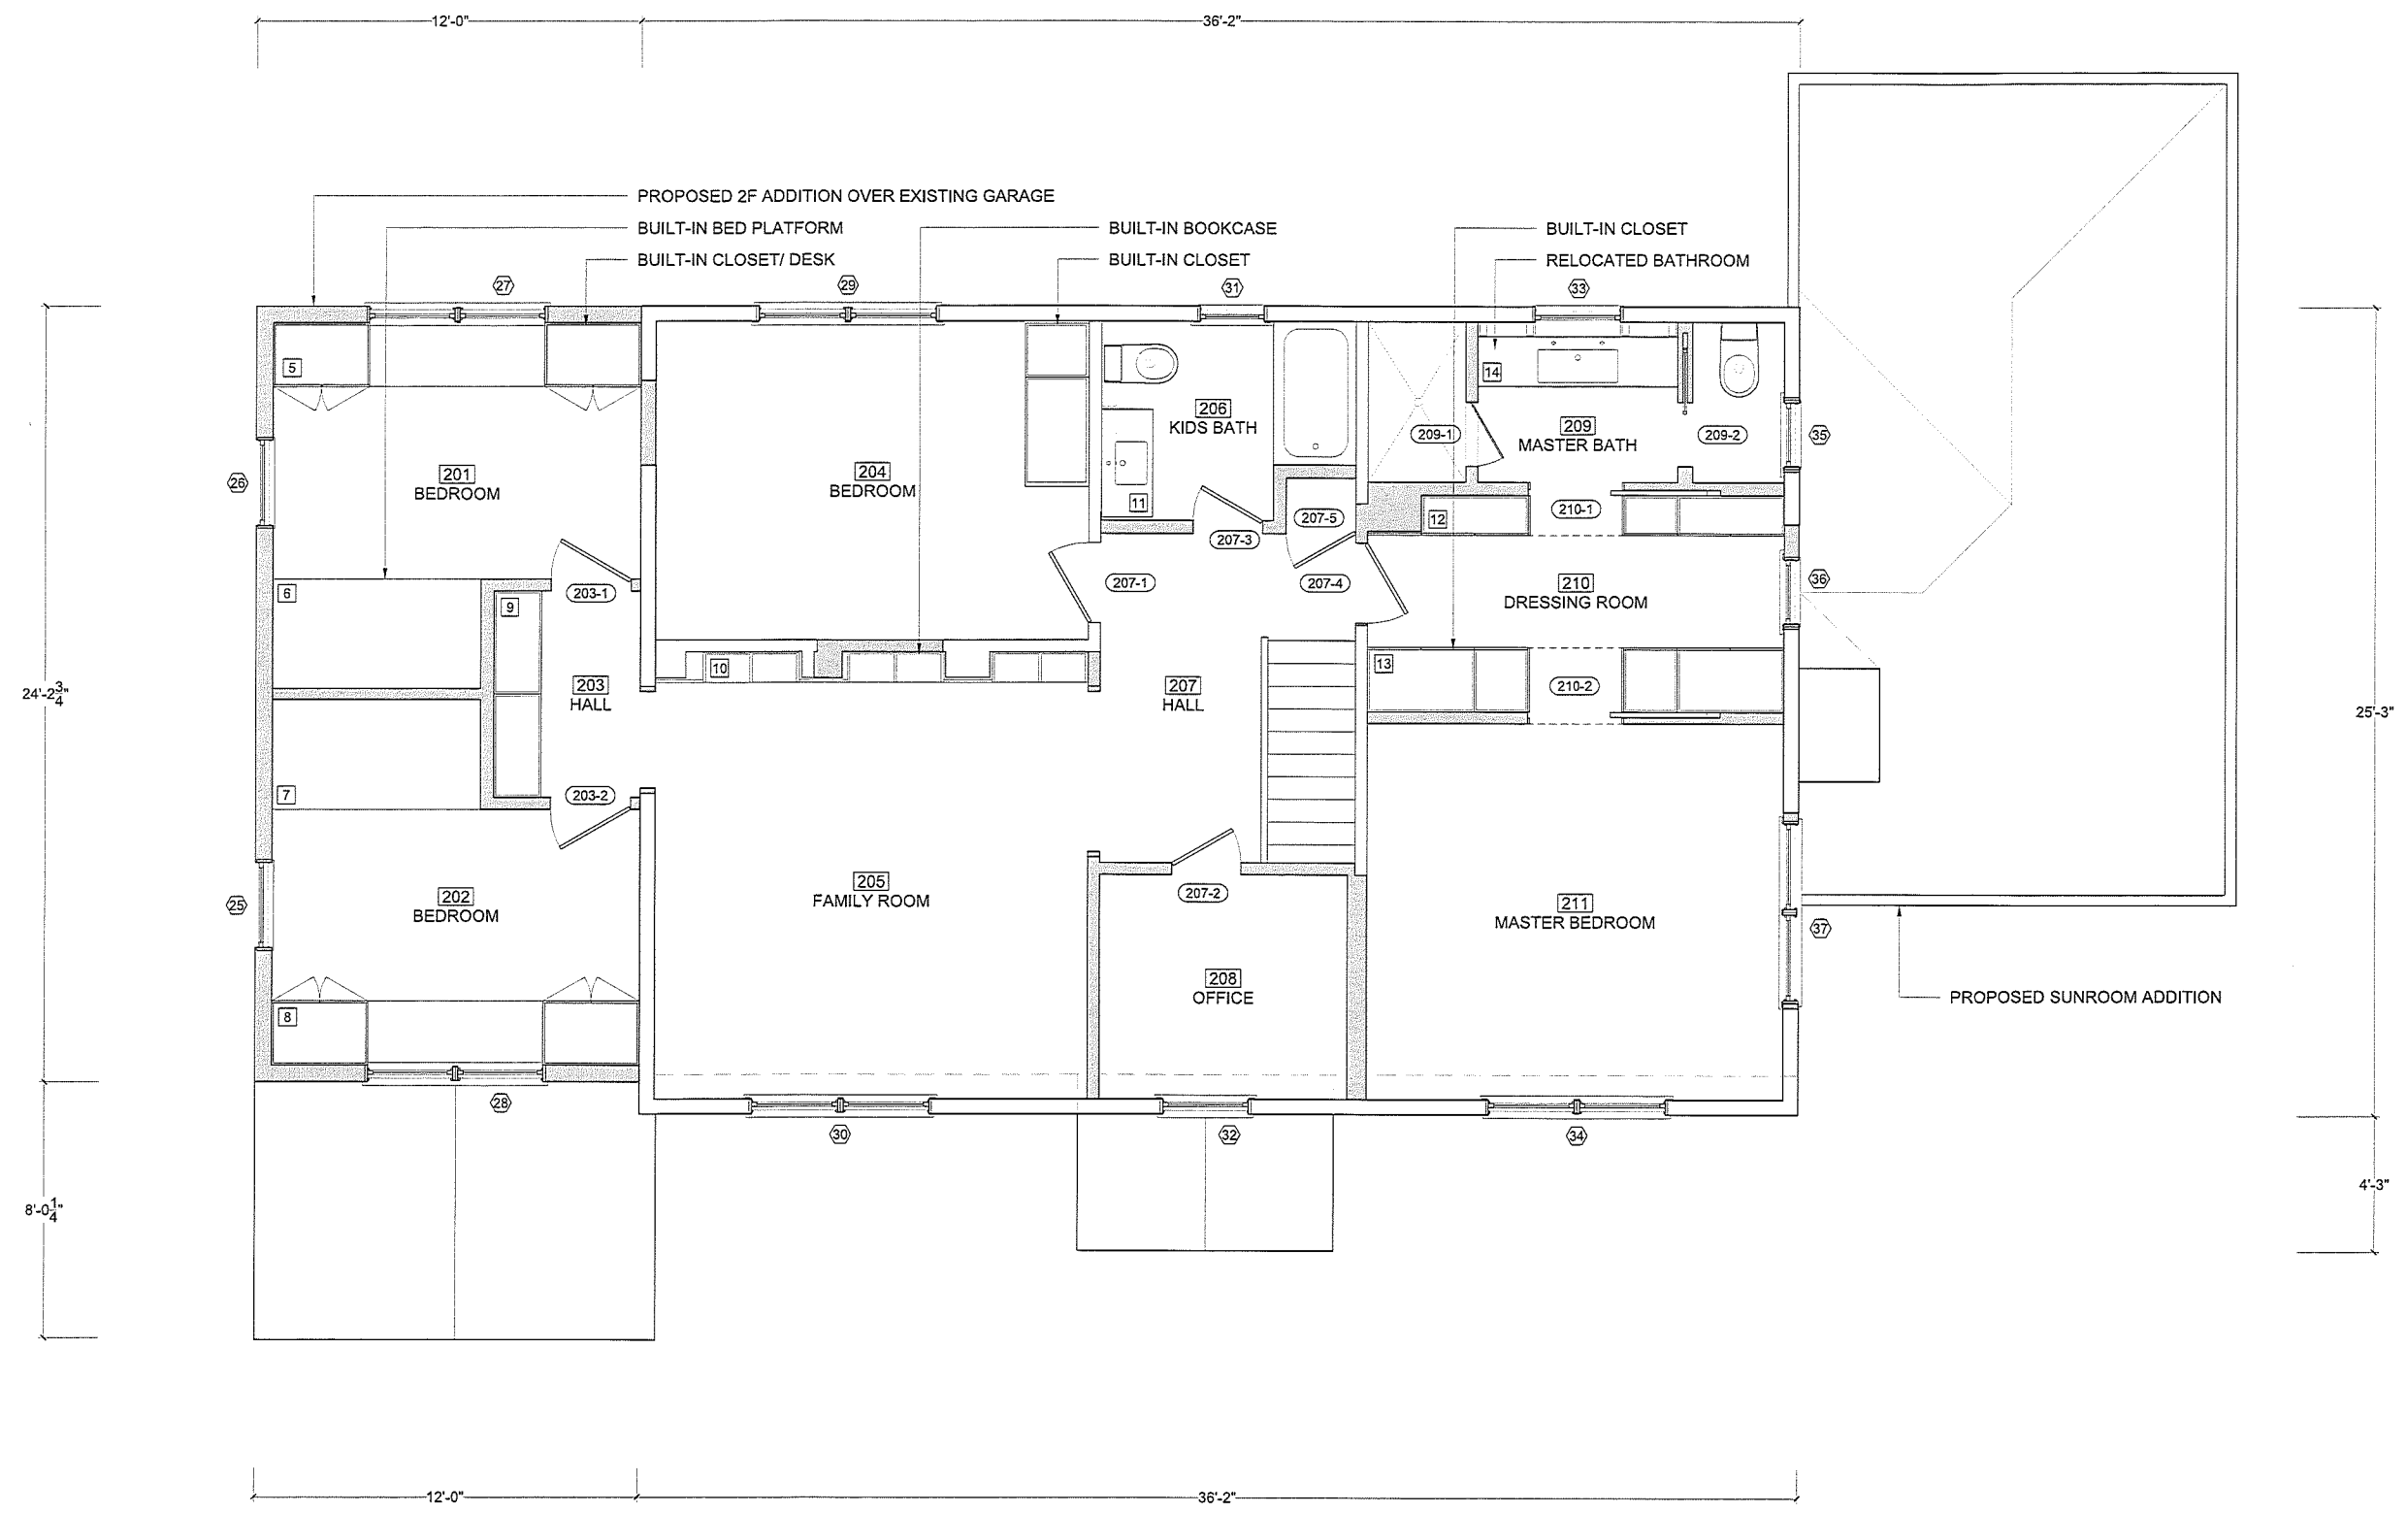 12'-0"
36'-2"
PROPOSED 2F ADDITION OVER EXISTING GARAGE
BUILT-IN BED PLATFORM
BUILT-IN CLOSET/ DESK
BUILT-IN BOOKCASE
BUILT-IN CLOSET
BUILT-IN CLOSET
RELOCATED BATHROOM
27
29
31
33
5
14
206
KIDS BATH
209-1
209
MASTER BATH
209-2
35
26
201
BEDROOM
204
BEDROOM
11
207-5
12
210-1
207-3
6
9
203-1
207-1
207-4
210
DRESSING ROOM
36
10
13
24'-2 3/4"
203
HALL
207
HALL
210-2
25'-3"
7
203-2
25
202
BEDROOM
205
FAMILY ROOM
207-2
211
MASTER BEDROOM
37
208
OFFICE
PROPOSED SUNROOM ADDITION
8
28
30
32
34
8'-0 1/4"
4'-3"
12'-0"
36'-2"